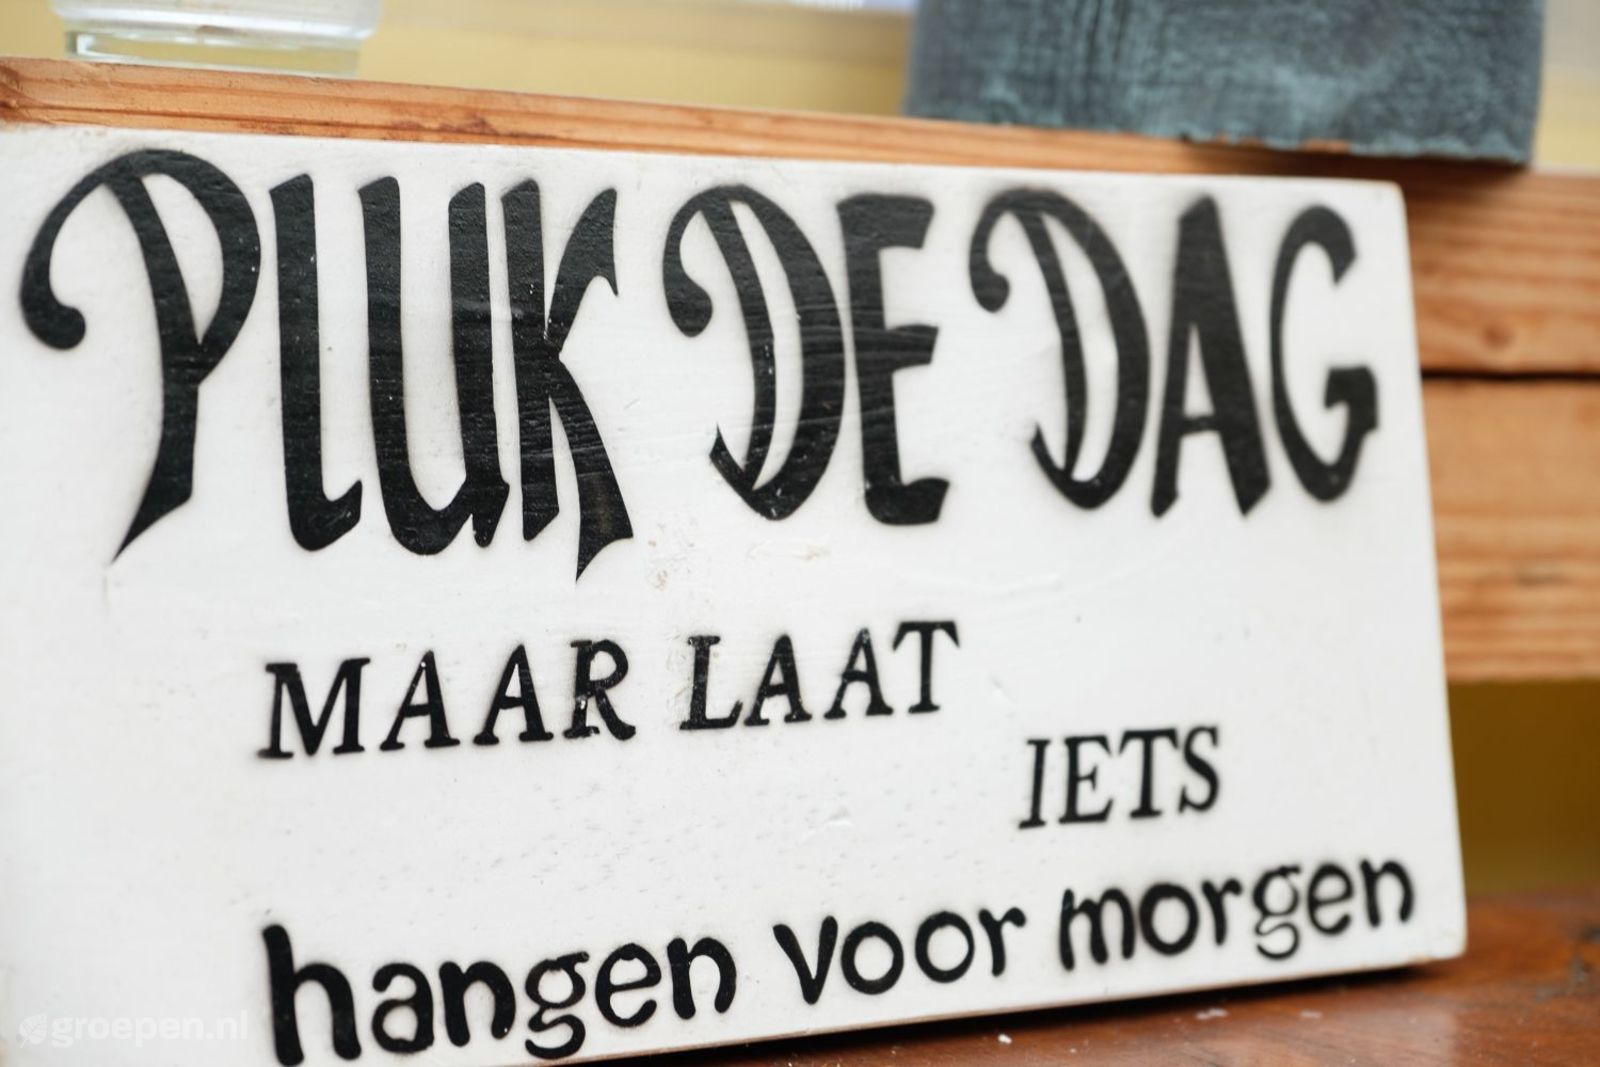 PLUK DE DAG
MAAR LAAT
IETS
hangen voor morgen
groepen.nl